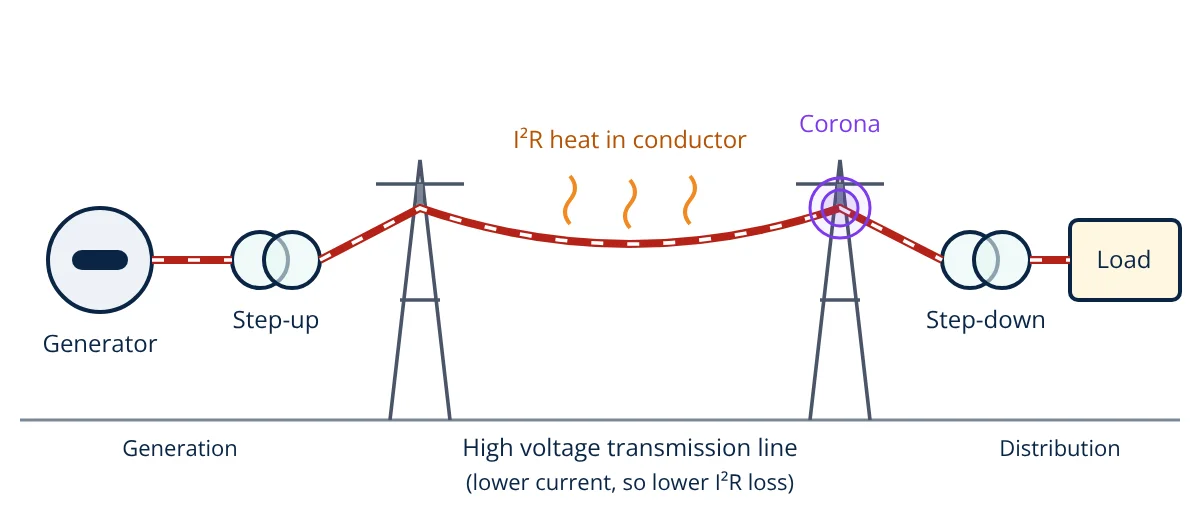 Corona
I²R heat in conductor
Load
Step-up
Step-down
Generator
Generation
High voltage transmission line
Distribution
(lower current, so lower I²R loss)